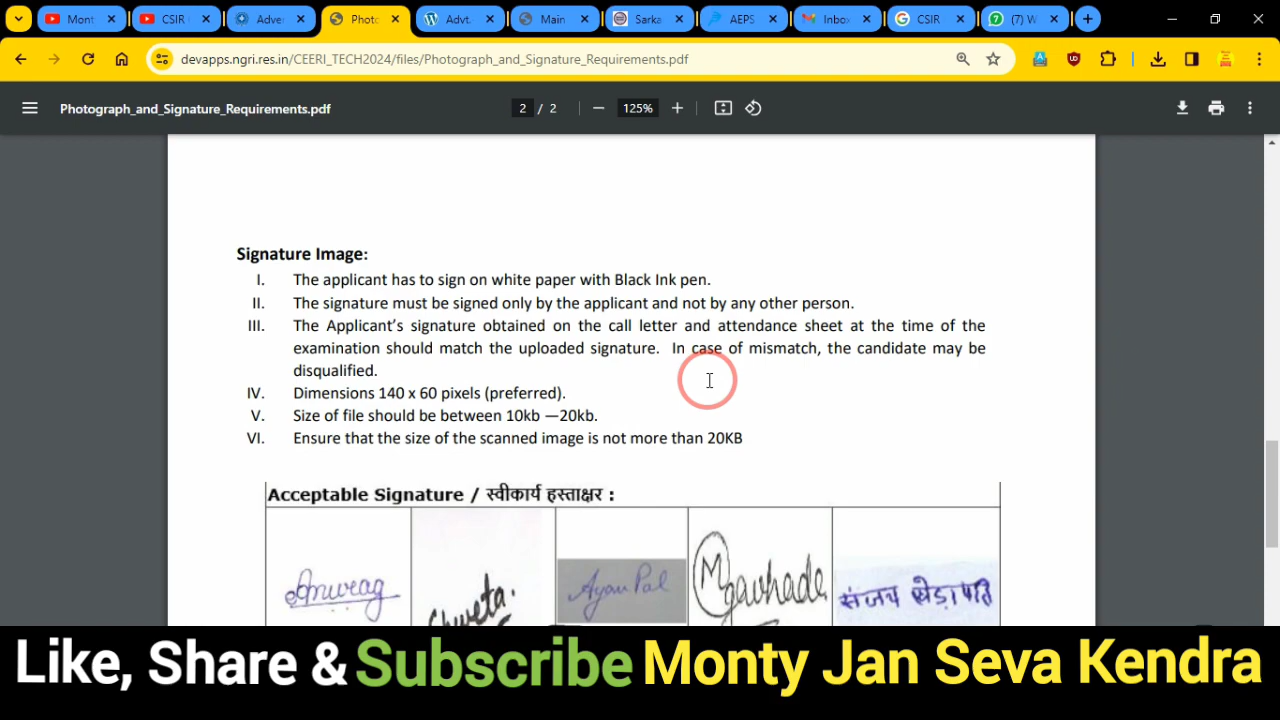 Mont
CSIR
Adve
Photo
Advt.
Main
Sarka
AEPS
Inbo
CSIR
(7) W
devapps.ngri.res.in/CEERI_TECH2024/files/Photograph_and_Signature_Requirements.pdf
Photograph_and_Signature_Requirements.pdf
2 / 2
125%
Signature Image:
I. The applicant has to sign on white paper with Black Ink pen.
II. The signature must be signed only by the applicant and not by any other person.
III. The Applicant's signature obtained on the call letter and attendance sheet at the time of the
examination should match the uploaded signature. In case of mismatch, the candidate may be
disqualified.
IV. Dimensions 140 x 60 pixels (preferred).
V. Size of file should be between 10kb —20kb.
VI. Ensure that the size of the scanned image is not more than 20KB
Acceptable Signature / स्वीकार्य हस्ताक्षर :
Anurag
Shweta.
Ayan Pal
संजय खेड़ापति
Like, Share & Subscribe Monty Jan Seva Kendra